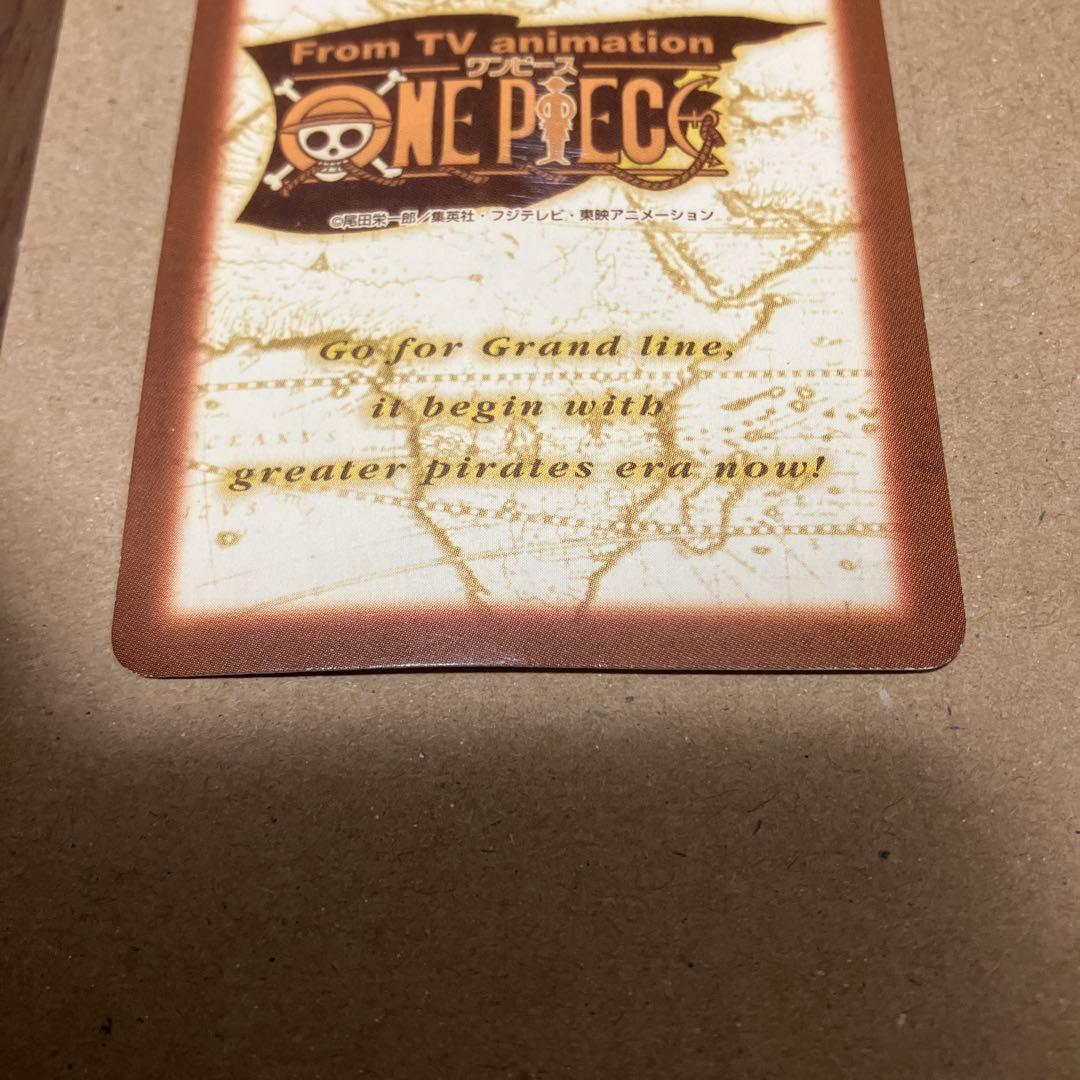 From TV animation
ワンピース
ONE PIECE
©尾田栄一郎／集英社・フジテレビ・東映アニメーション
Go for Grand line,
it begin with
OCEANVS
greater pirates era now!